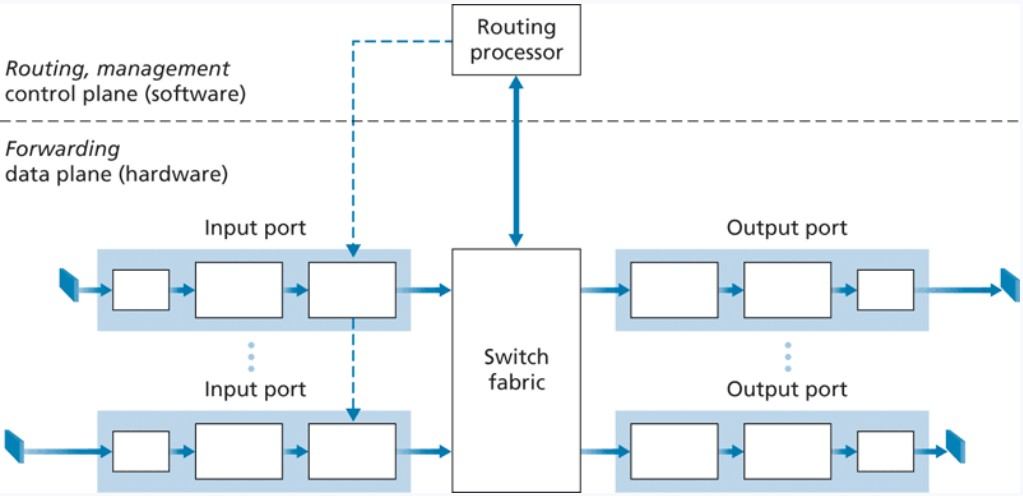 Routing
processor
Routing, management
control plane (software)
Forwarding
data plane (hardware)
Input port
Output port
Switch
fabric
Input port
Output port